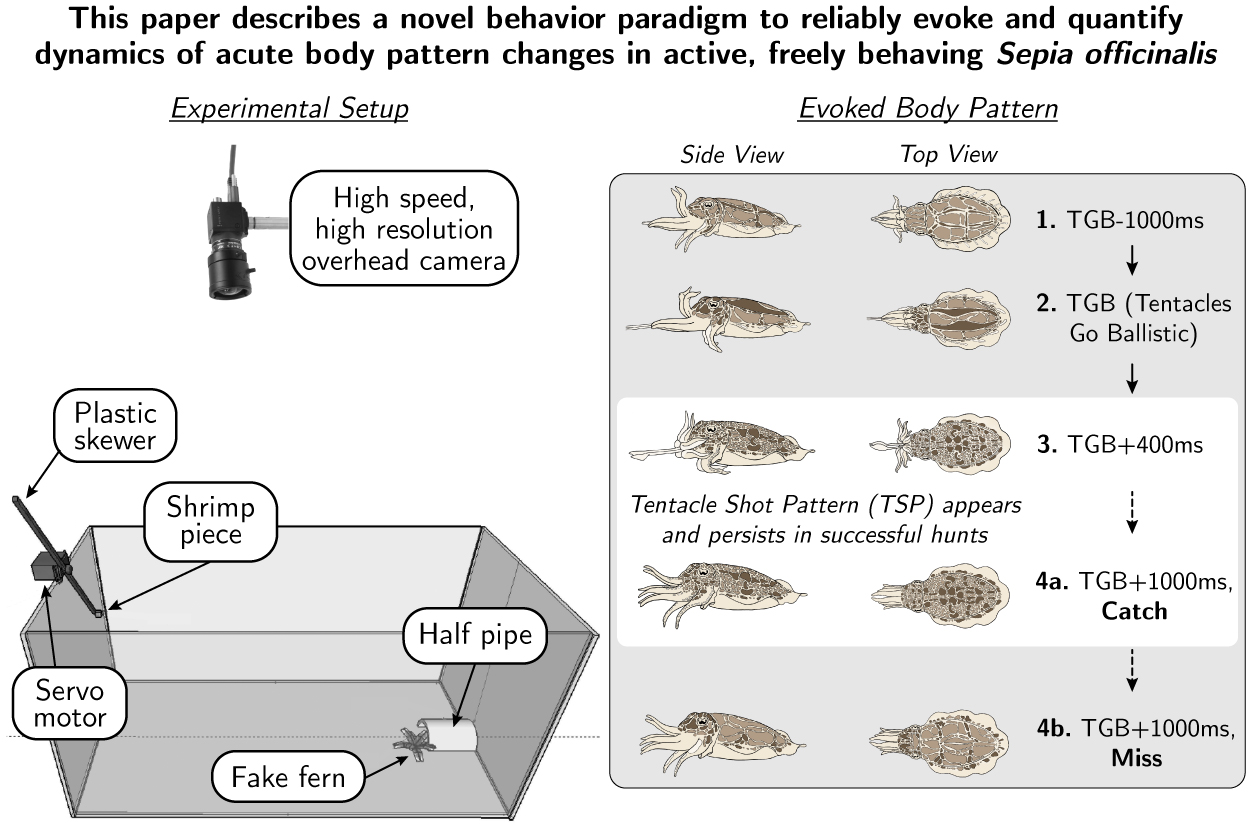 This paper describes a novel behavior paradigm to reliably evoke and quantify
dynamics of acute body pattern changes in active, freely behaving Sepia officinalis
Experimental Setup
High speed,
high resolution
overhead camera
Plastic
skewer
Shrimp
piece
Half pipe
Servo
motor
Fake fern
Evoked Body Pattern
Side View
Top View
1. TGB-1000ms
2. TGB (Tentacles
Go Ballistic)
3. TGB+400ms
Tentacle Shot Pattern (TSP) appears
and persists in successful hunts
4a. TGB+1000ms,
Catch
4b. TGB+1000ms,
Miss